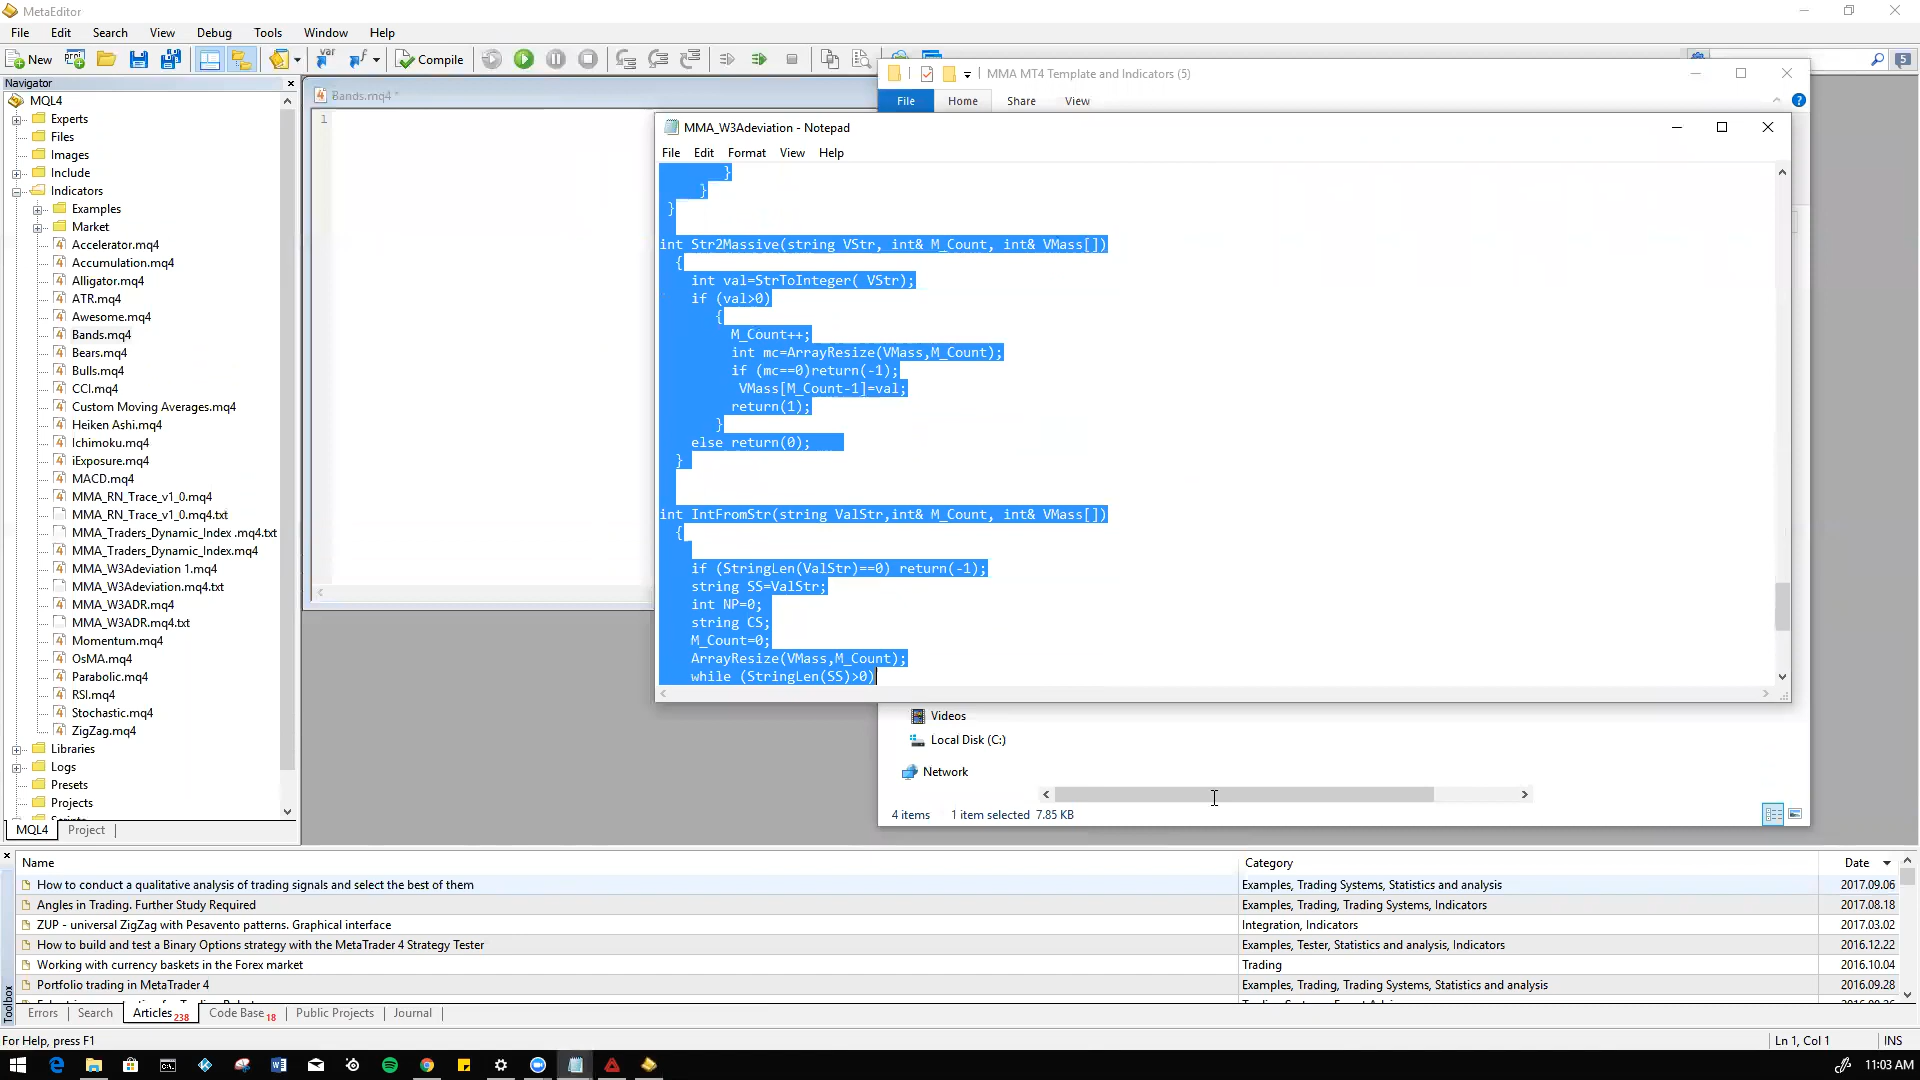 MetaEditor
File Edit Search View Debug Tools Window Help
New Compile
5
Navigator
MQL4
Experts
Files
Images
Include
Indicators
Examples
Market
Accelerator.mq4
Accumulation.mq4
Alligator.mq4
ATR.mq4
Awesome.mq4
Bands.mq4
Bears.mq4
Bulls.mq4
CCI.mq4
Custom Moving Averages.mq4
Heiken Ashi.mq4
Ichimoku.mq4
iExposure.mq4
MACD.mq4
MMA_RN_Trace_v1_0.mq4
MMA_RN_Trace_v1_0.mq4.txt
MMA_Traders_Dynamic_Index .mq4.txt
MMA_Traders_Dynamic_Index.mq4
MMA_W3Adeviation 1.mq4
MMA_W3Adeviation.mq4.txt
MMA_W3ADR.mq4
MMA_W3ADR.mq4.txt
Momentum.mq4
OsMA.mq4
Parabolic.mq4
RSI.mq4
Stochastic.mq4
ZigZag.mq4
Libraries
Logs
Presets
Projects
MQL4 Project
Bands.mq4 *
1
MMA MT4 Template and Indicators (5)
File Home Share View
MMA_W3Adeviation - Notepad
File Edit Format View Help
}
}
}
int Str2Massive(string VStr, int& M_Count, int& VMass[])
{
int val=StrToInteger( VStr);
if (val>0)
{
M_Count++;
int mc=ArrayResize(VMass,M_Count);
if (mc==0)return(-1);
VMass[M_Count-1]=val;
return(1);
}
else return(0);
}
int IntFromStr(string ValStr,int& M_Count, int& VMass[])
{
if (StringLen(ValStr)==0) return(-1);
string SS=ValStr;
int NP=0;
string CS;
M_Count=0;
ArrayResize(VMass,M_Count);
while (StringLen(SS)>0)
Videos
Local Disk (C:)
Network
4 items 1 item selected 7.85 KB
Name Category Date
How to conduct a qualitative analysis of trading signals and select the best of them Examples, Trading Systems, Statistics and analysis 2017.09.06
Angles in Trading. Further Study Required Examples, Trading, Trading Systems, Indicators 2017.08.18
ZUP - universal ZigZag with Pesavento patterns. Graphical interface Integration, Indicators 2017.03.02
How to build and test a Binary Options strategy with the MetaTrader 4 Strategy Tester Examples, Tester, Statistics and analysis, Indicators 2016.12.22
Working with currency baskets in the Forex market Trading 2016.10.04
Portfolio trading in MetaTrader 4 Examples, Trading, Trading Systems, Statistics and analysis 2016.09.28
Toolbox
Errors Search Articles 238 Code Base 18 Public Projects Journal
For Help, press F1 Ln 1, Col 1 INS
11:03 AM